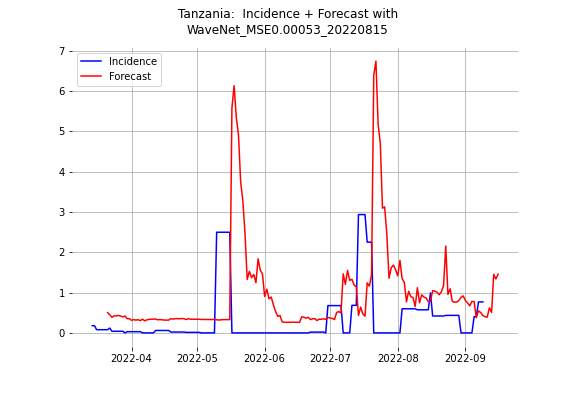 Tanzania:  Incidence + Forecast with
WaveNet_MSE0.00053_20220815
Incidence
Forecast
7
6
5
4
3
2
1
0
2022-04 2022-05 2022-06 2022-07 2022-08 2022-09